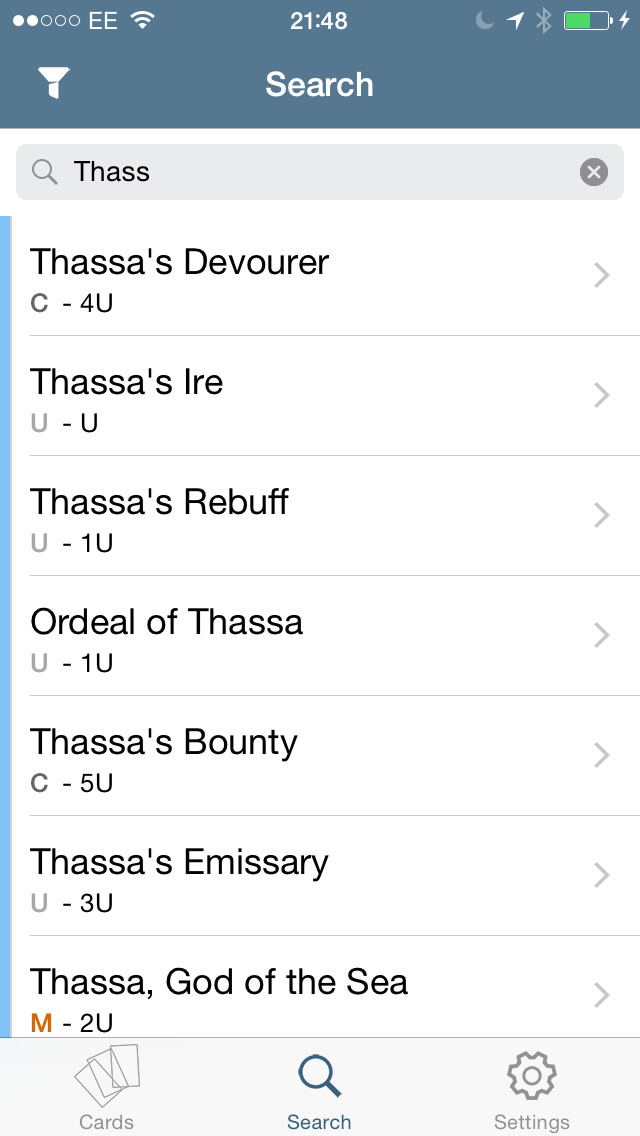 EE 21:48
Search
Thass
Thassa's Devourer
C - 4U
Thassa's Ire
U - U
Thassa's Rebuff
U - 1U
Ordeal of Thassa
U - 1U
Thassa's Bounty
C - 5U
Thassa's Emissary
U - 3U
Thassa, God of the Sea
M - 2U
Cards Search Settings